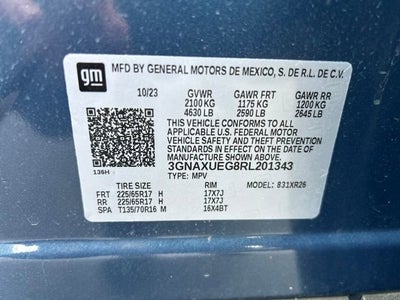 gm MFD BY GENERAL MOTORS DE MEXICO, S. DE R.L. DE C.V.
10/23 GVWR GAWR FRT GAWR RR
2100 KG 1175 KG 1200 KG
4630 LB 2590 LB 2645 LB
THIS VEHICLE CONFORMS TO ALL
APPLICABLE U.S. FEDERAL MOTOR
VEHICLE SAFETY AND THEFT PREVENTION
STANDARDS IN EFFECT ON THE DATE OF
MANUFACTURE SHOWN ABOVE.
3GNAXUEG8RL201343
136H TYPE: MPV
TIRE SIZE RIM MODEL: 831XR26
FRT 225/65R17 H 17X7J
RR 225/65R17 H 17X7J
SPA T135/70R16 M 16X4BT